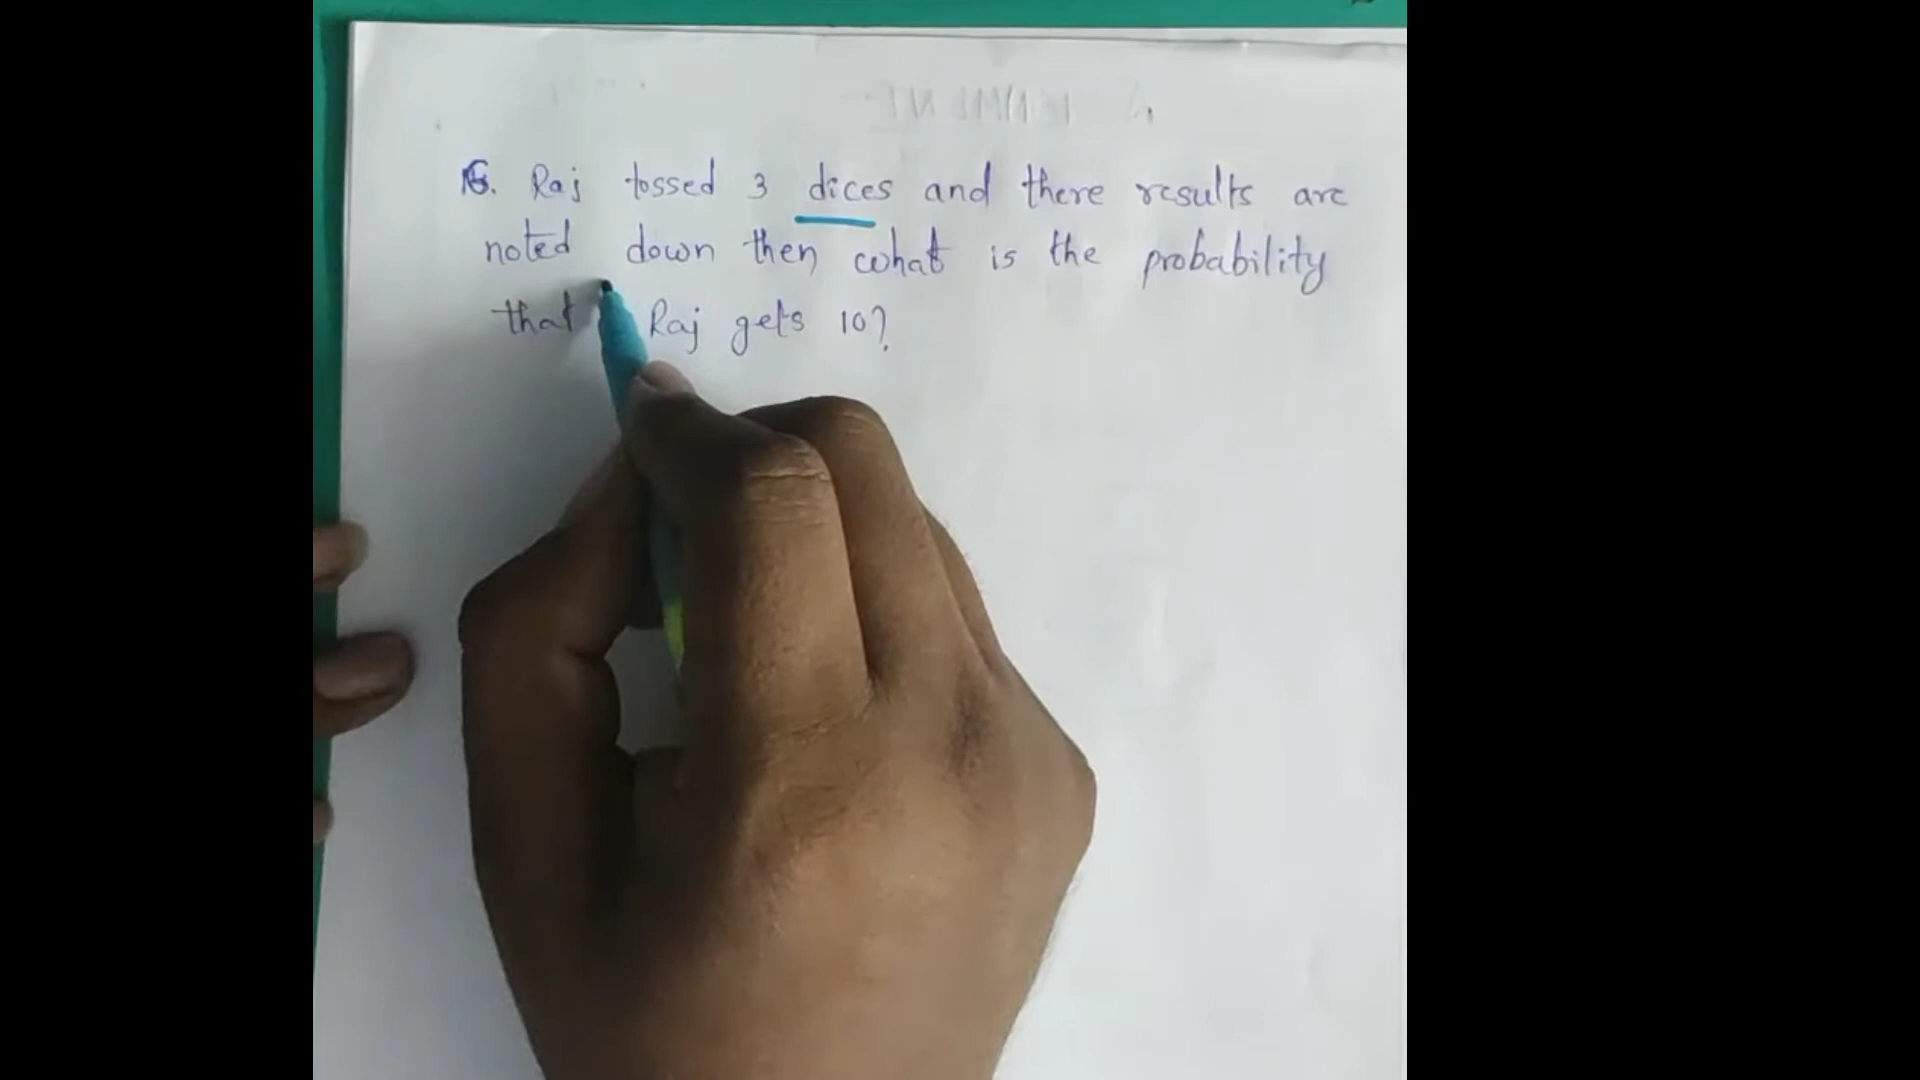 6. Raj tossed 3 dices and there results are
noted down then what is the probability
that Raj gets 10?